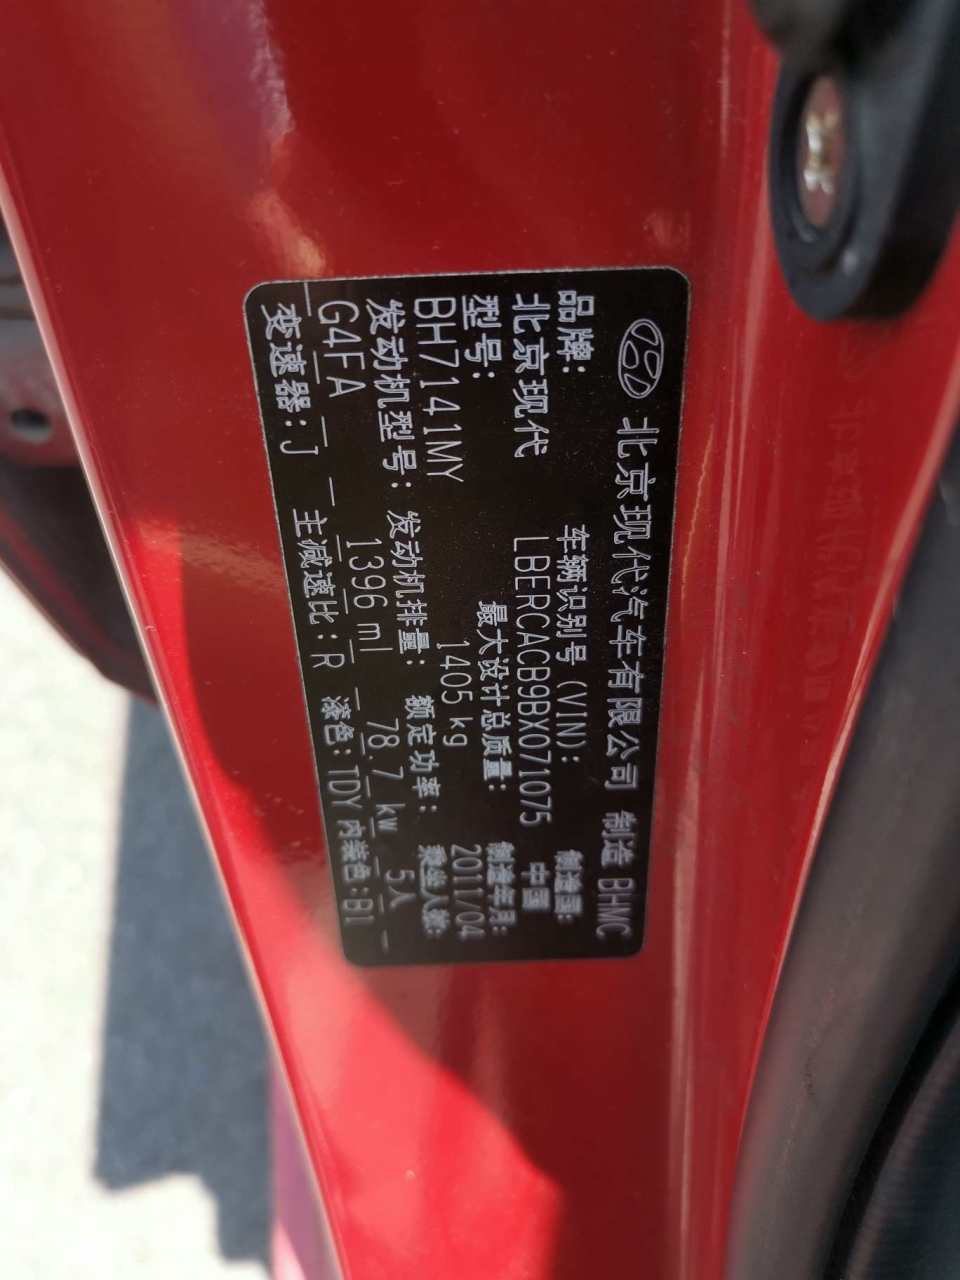 北京现代汽车有限公司 制造 BHMC
品牌: 车辆识别号(VIN): 制造国:
北京现代 LBERCACB9BX071075 中国
型号: 最大设计总质量: 制造年月:
BH7141MY 1405 kg 2011/04
发动机型号: 发动机排量: 额定功率: 乘坐人数:
G4FA 1396 ml 78.7 kw 5人
变速器:J 主减速比:R 漆色:TDY 内装色:B1